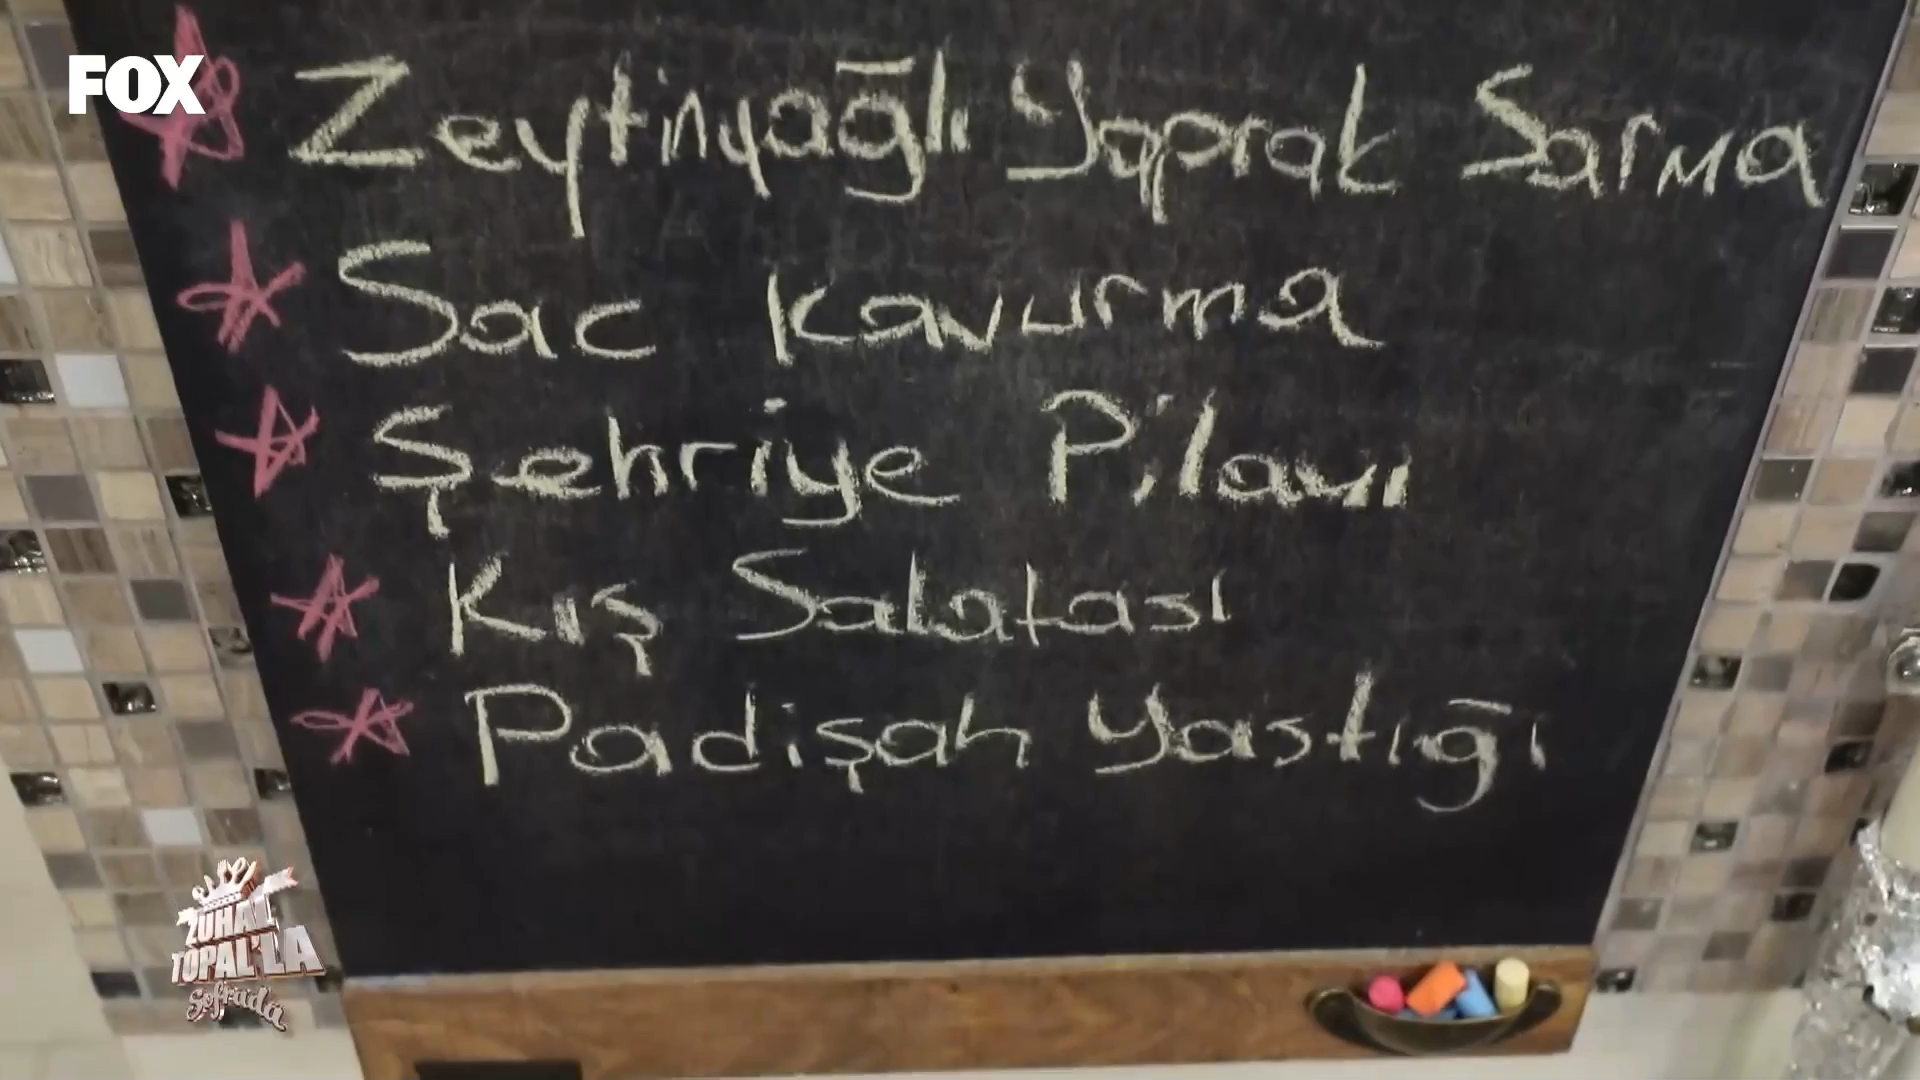 FOX
Zeytinyağlı Yaprak Sarma
Sac Kavurma
Şehriye Pilavı
Kış Salatası
Padişah Yastığı
ZUHAL
TOPAL'LA
Sofrada